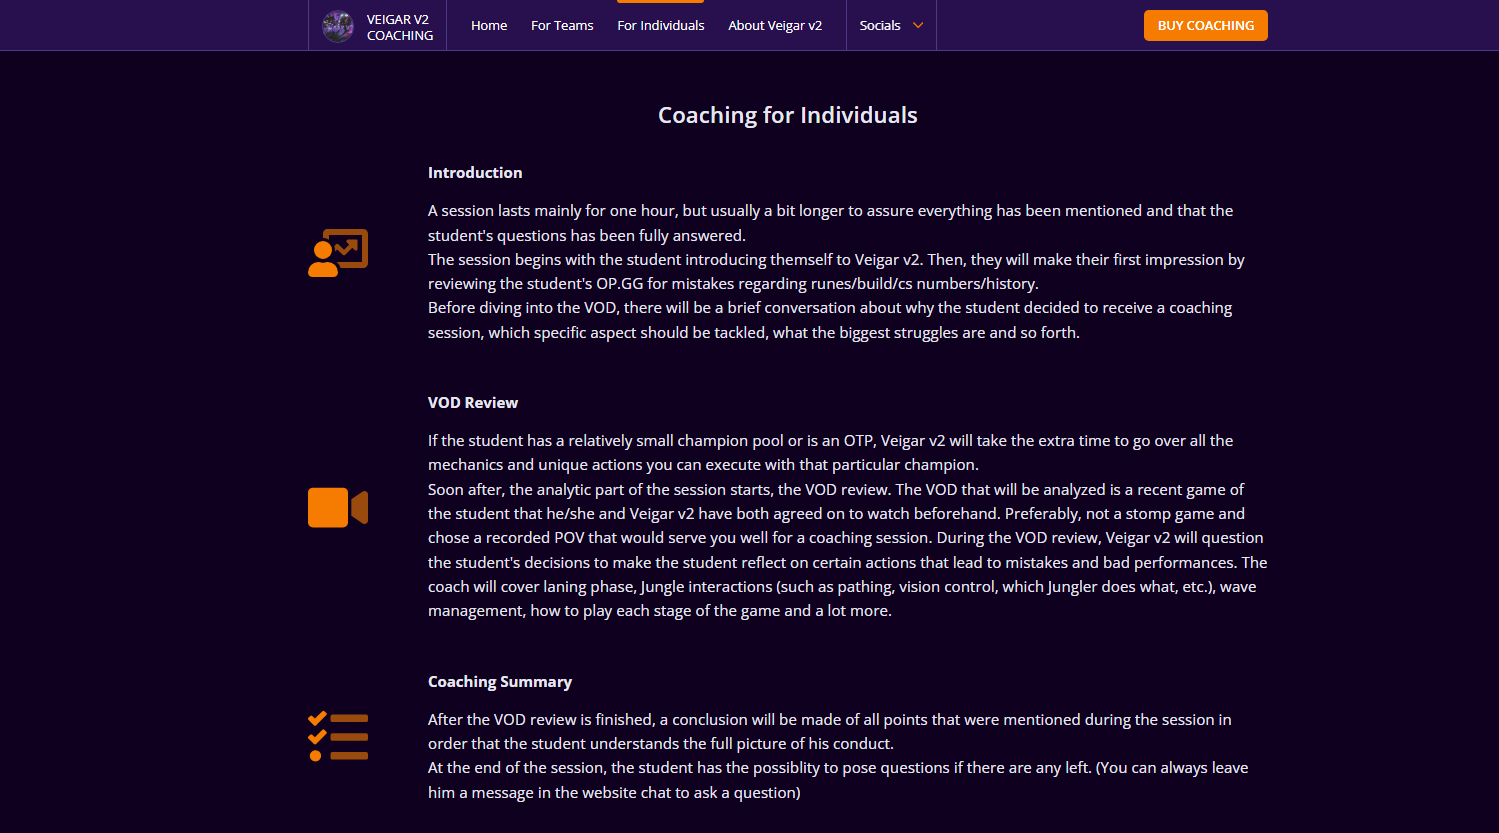 VEIGAR V2
COACHING
Home
For Teams
For Individuals
About Veigar v2
Socials
BUY COACHING
Coaching for Individuals
Introduction
A session lasts mainly for one hour, but usually a bit longer to assure everything has been mentioned and that the
student's questions has been fully answered.
The session begins with the student introducing themself to Veigar v2. Then, they will make their first impression by
reviewing the student's OP.GG for mistakes regarding runes/build/cs numbers/history.
Before diving into the VOD, there will be a brief conversation about why the student decided to receive a coaching
session, which specific aspect should be tackled, what the biggest struggles are and so forth.
VOD Review
If the student has a relatively small champion pool or is an OTP, Veigar v2 will take the extra time to go over all the
mechanics and unique actions you can execute with that particular champion.
Soon after, the analytic part of the session starts, the VOD review. The VOD that will be analyzed is a recent game of
the student that he/she and Veigar v2 have both agreed on to watch beforehand. Preferably, not a stomp game and
chose a recorded POV that would serve you well for a coaching session. During the VOD review, Veigar v2 will question
the student's decisions to make the student reflect on certain actions that lead to mistakes and bad performances. The
coach will cover laning phase, Jungle interactions (such as pathing, vision control, which Jungler does what, etc.), wave
management, how to play each stage of the game and a lot more.
Coaching Summary
After the VOD review is finished, a conclusion will be made of all points that were mentioned during the session in
order that the student understands the full picture of his conduct.
At the end of the session, the student has the possiblity to pose questions if there are any left. (You can always leave
him a message in the website chat to ask a question)